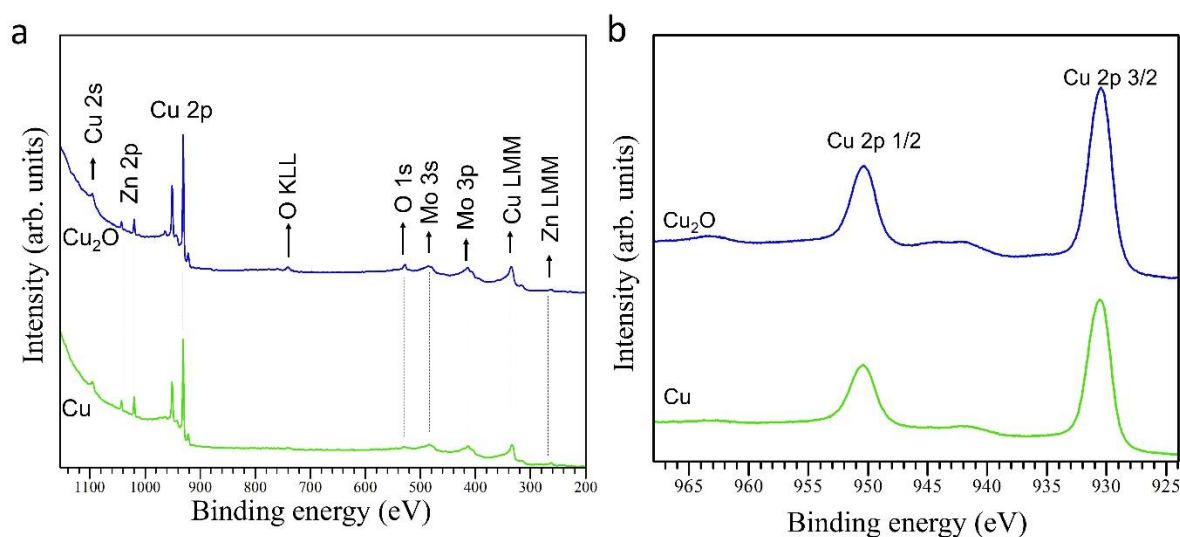 a
Cu 2s
Zn 2p
Cu 2p
O KLL
O 1s
Mo 3s
Mo 3p
Cu LMM
Zn LMM
Cu₂O
Cu
Intensity (arb. units)
1100 1000 900 800 700 600 500 400 300 200
Binding energy (eV)
b
Cu 2p 3/2
Cu 2p 1/2
Cu₂O
Cu
Intensity (arb. units)
965 960 955 950 945 940 935 930 925
Binding energy (eV)